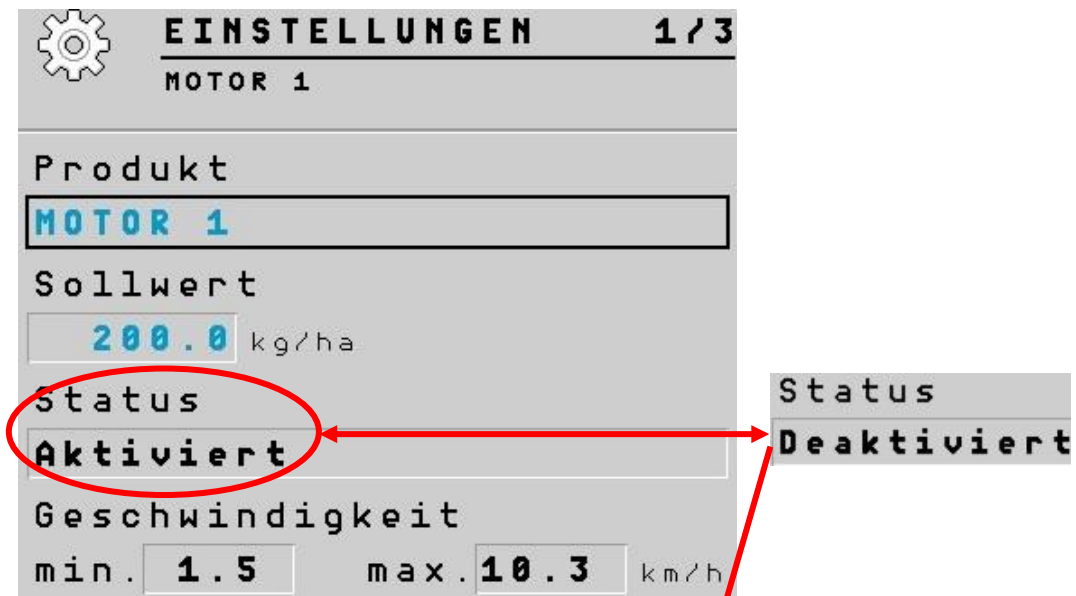 EINSTELLUNGEN 1/3
MOTOR 1
Produkt
MOTOR 1
Sollwert
200.0 kg/ha
Status
Aktiviert
Geschwindigkeit
min. 1.5 max. 10.3 km/h
Status
Deaktiviert